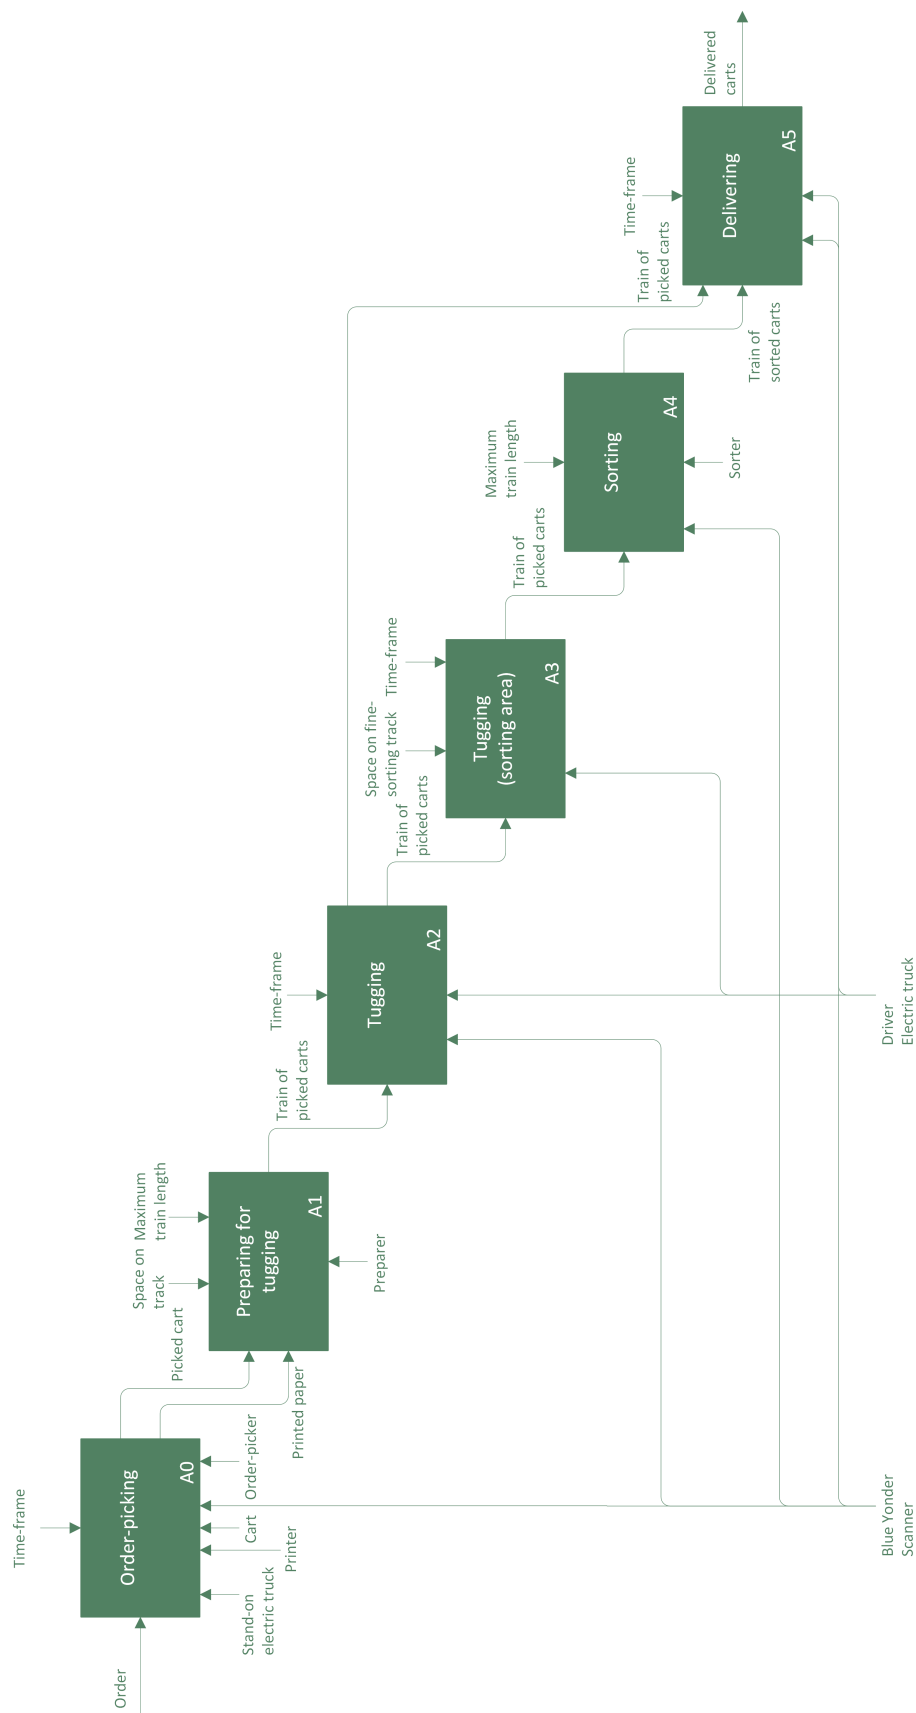 Order
Time-frame
Order-picking
A0
Stand-on
electric truck
Printer
Cart
Order-picker
Picked cart
Printed paper
Space on
track
Maximum
train length
Preparing for
tugging
A1
Preparer
Train of
picked carts
Time-frame
Tugging
A2
Train of
picked carts
Space on fine-
sorting track
Time-frame
Tugging
(sorting area)
A3
Train of
picked carts
Maximum
train length
Sorting
A4
Sorter
Train of
sorted carts
Train of
picked carts
Time-frame
Delivering
A5
Delivered
carts
Blue Yonder
Scanner
Driver
Electric truck